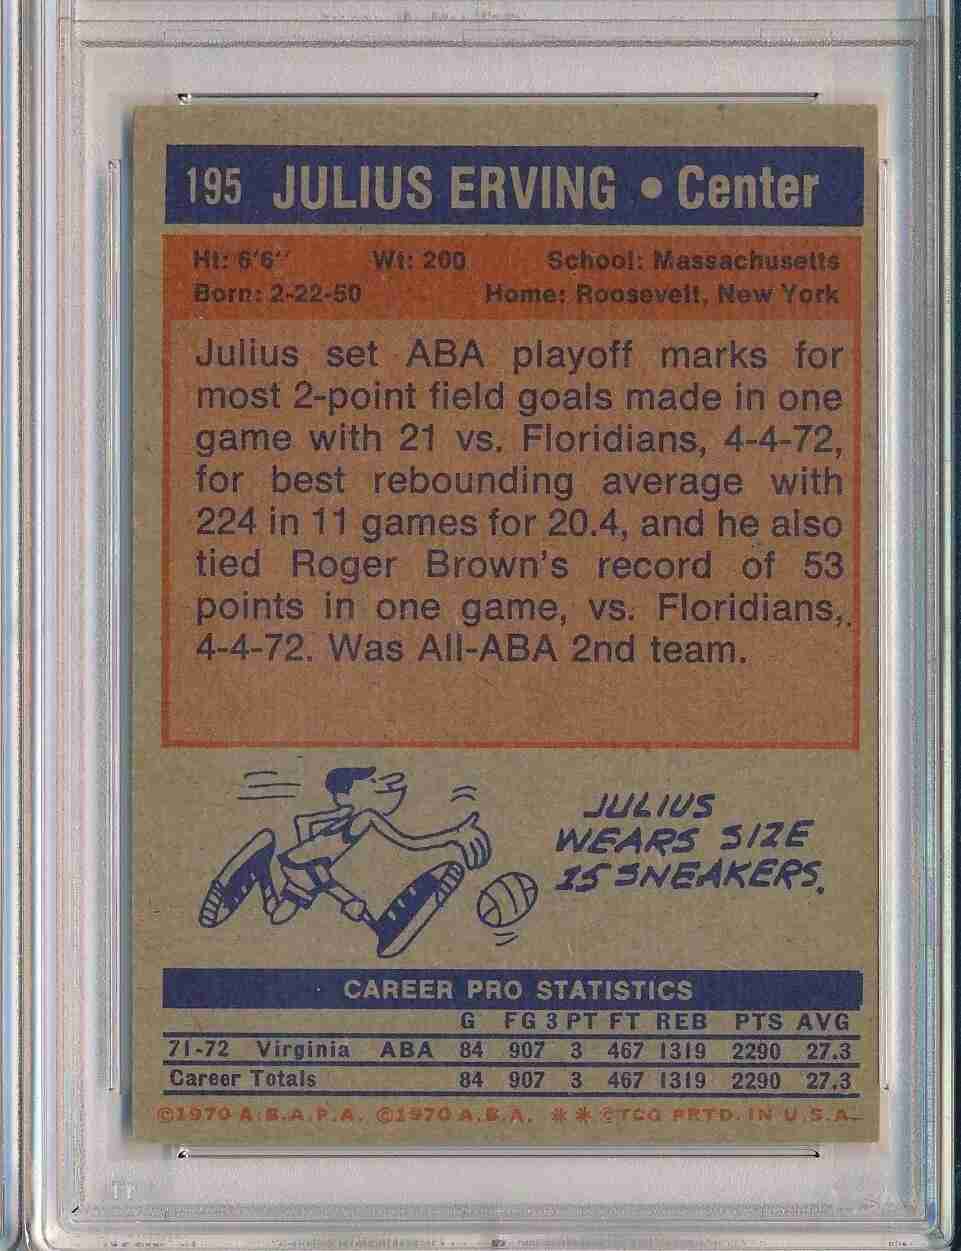 195 JULIUS ERVING • Center
Ht: 6'6" Wt: 200 School: Massachusetts
Born: 2-22-50 Home: Roosevelt, New York
Julius set ABA playoff marks for
most 2-point field goals made in one
game with 21 vs. Floridians, 4-4-72,
for best rebounding average with
224 in 11 games for 20.4, and he also
tied Roger Brown's record of 53
points in one game, vs. Floridians,
4-4-72. Was All-ABA 2nd team.
JULIUS
WEARS SIZE
15 SNEAKERS.
CAREER PRO STATISTICS
G FG 3 PT FT REB PTS AVG
71-72 Virginia ABA 84 907 3 467 1319 2290 27.3
Career Totals 84 907 3 467 1319 2290 27.3
©1970 A.B.A.P.A. ©1970 A.B.A. ** ©TCG PRTD. IN U.S.A.